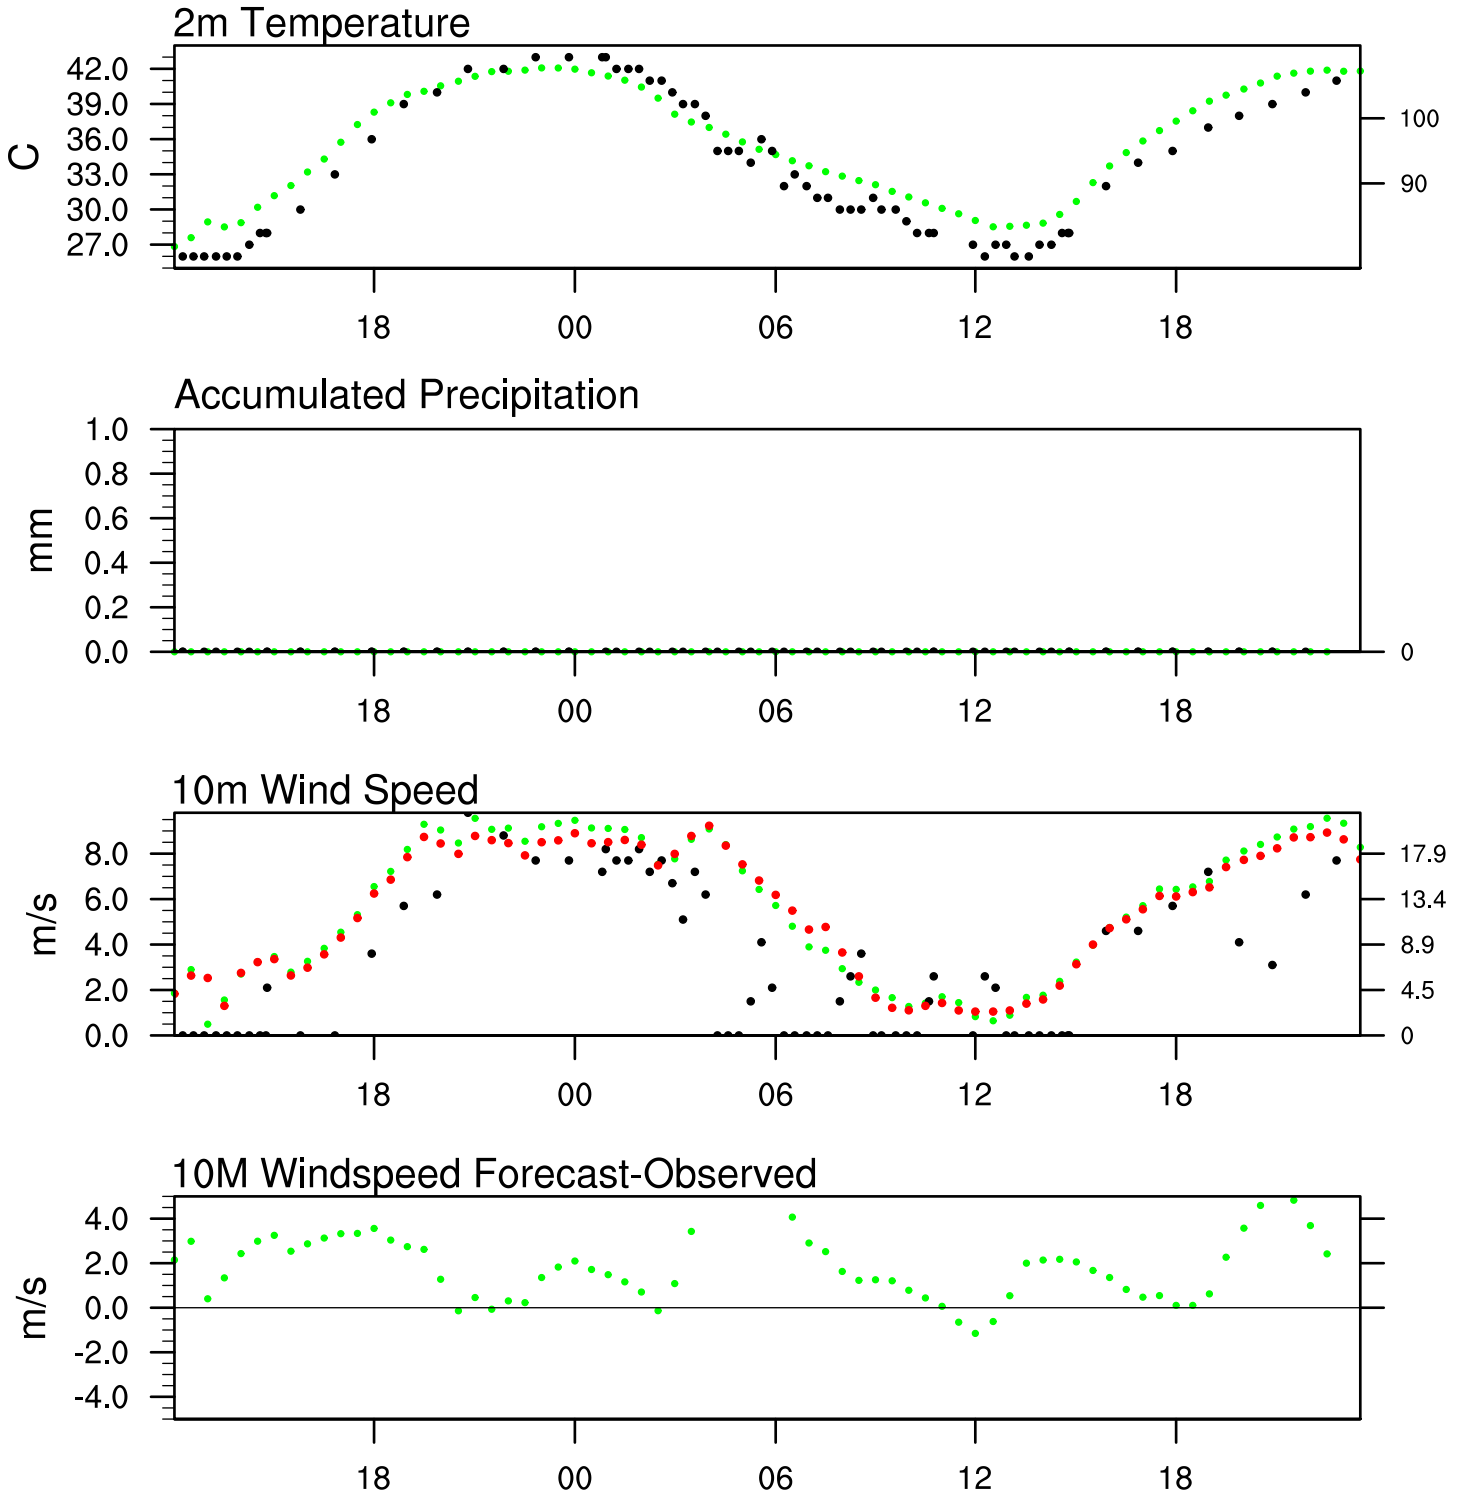 2m Temperature
42.0
39.0
36.0
33.0
30.0
27.0
C
100
90
18 00 06 12 18
Accumulated Precipitation
1.0
0.8
0.6
0.4
0.2
0.0
mm
0
18 00 06 12 18
10m Wind Speed
8.0
6.0
4.0
2.0
0.0
m/s
17.9
13.4
8.9
4.5
0
18 00 06 12 18
10M Windspeed Forecast-Observed
4.0
2.0
0.0
-2.0
-4.0
m/s
18 00 06 12 18